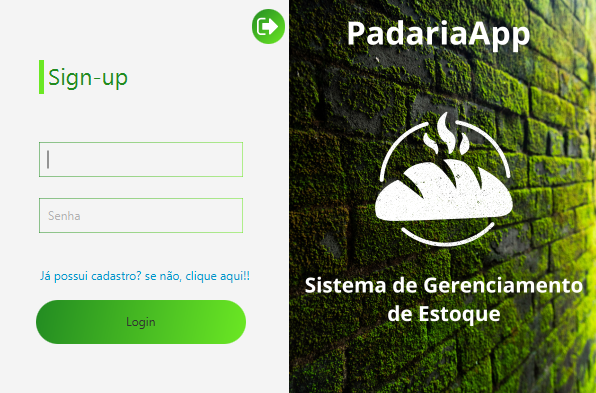 Sign-up
Senha
Já possui cadastro? se não, clique aqui!!
Login
PadariaApp
Sistema de Gerenciamento
de Estoque